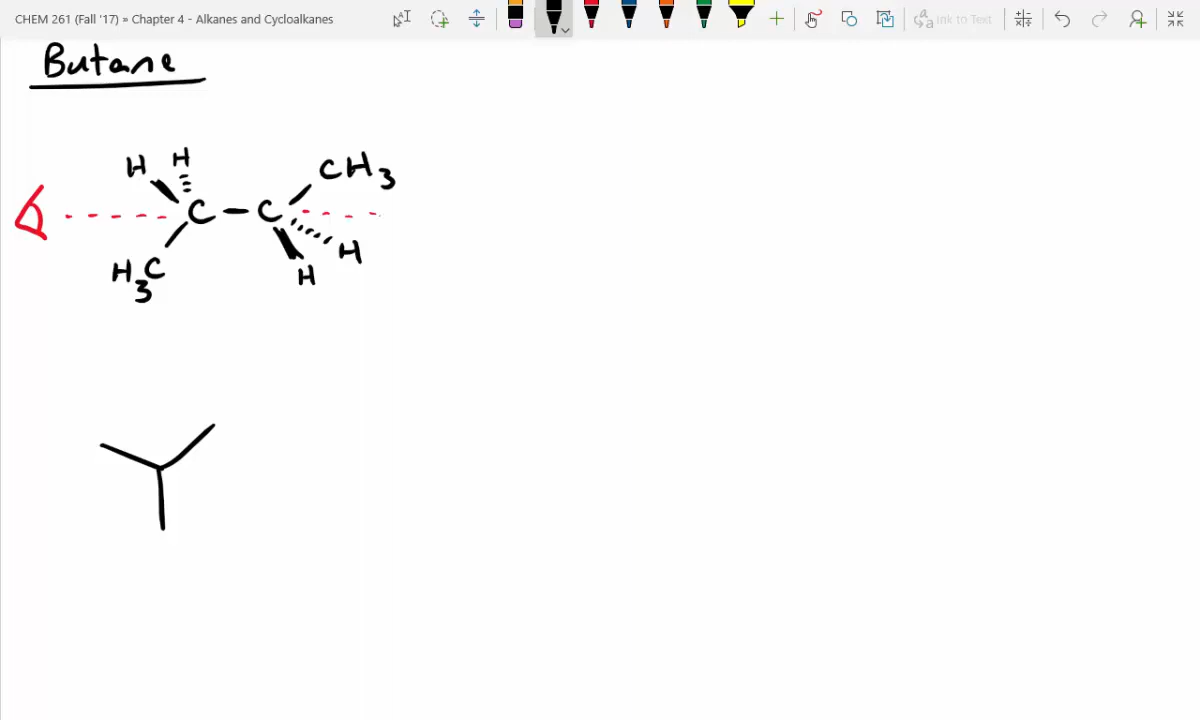 CHEM 261 (Fall '17) » Chapter 4 - Alkanes and Cycloalkanes
Ink to Text
Butane
H H CH3
C - C
H3C H H